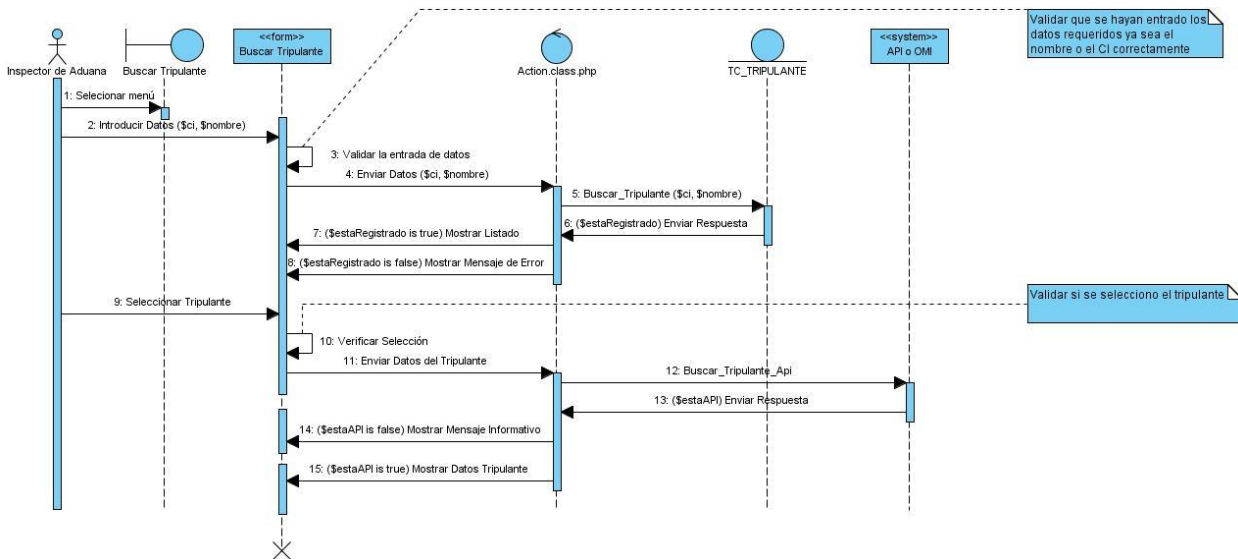 Validar que se hayan entrado los
datos requeridos ya sea el
nombre o el CI correctamente
<<form>>
Buscar Tripulante
<<system>>
API o OMI
Inspector de Aduana
Buscar Tripulante
Action.class.php
TC_TRIPULANTE
1: Selecionar menú
2: Introducir Datos ($ci, $nombre)
3: Validar la entrada de datos
4: Enviar Datos ($ci, $nombre)
5: Buscar_Tripulante ($ci, $nombre)
6: ($estaRegistrado) Enviar Respuesta
7: ($estaRegistrado is true) Mostrar Listado
8: ($estaRegistrado is false) Mostrar Mensaje de Error
9: Seleccionar Tripulante
Validar si se selecciono el tripulante
10: Verificar Selección
11: Enviar Datos del Tripulante
12: Buscar_Tripulante_Api
13: ($estaAPI) Enviar Respuesta
14: ($estaAPI is false) Mostrar Mensaje Informativo
15: ($estaAPI is true) Mostrar Datos Tripulante